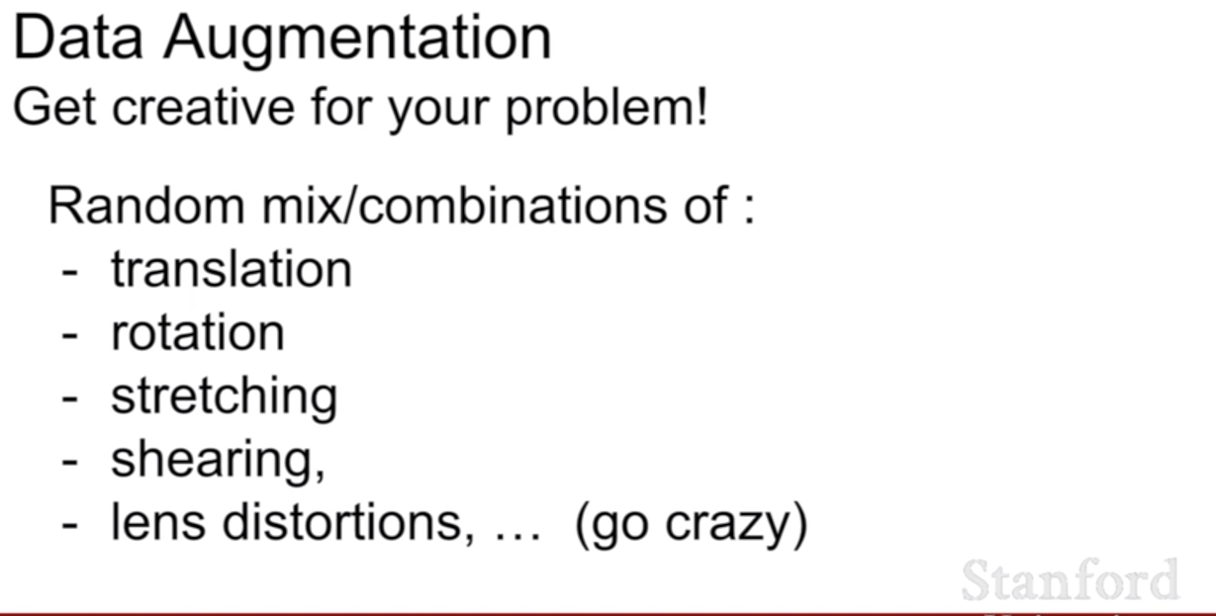 Data Augmentation
Get creative for your problem!
Random mix/combinations of :
- translation
- rotation
- stretching
- shearing,
- lens distortions, … (go crazy)
Stanford